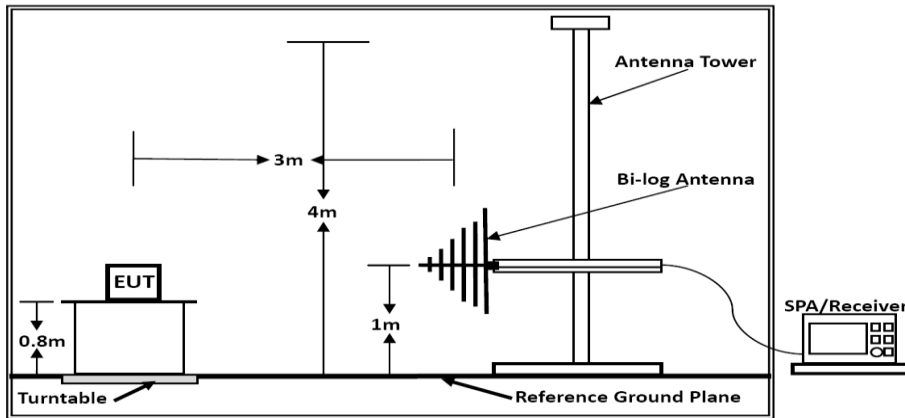 Antenna Tower
3m
Bi-log Antenna
4m
EUT
SPA/Receiver
0.8m
1m
Turntable
Reference Ground Plane